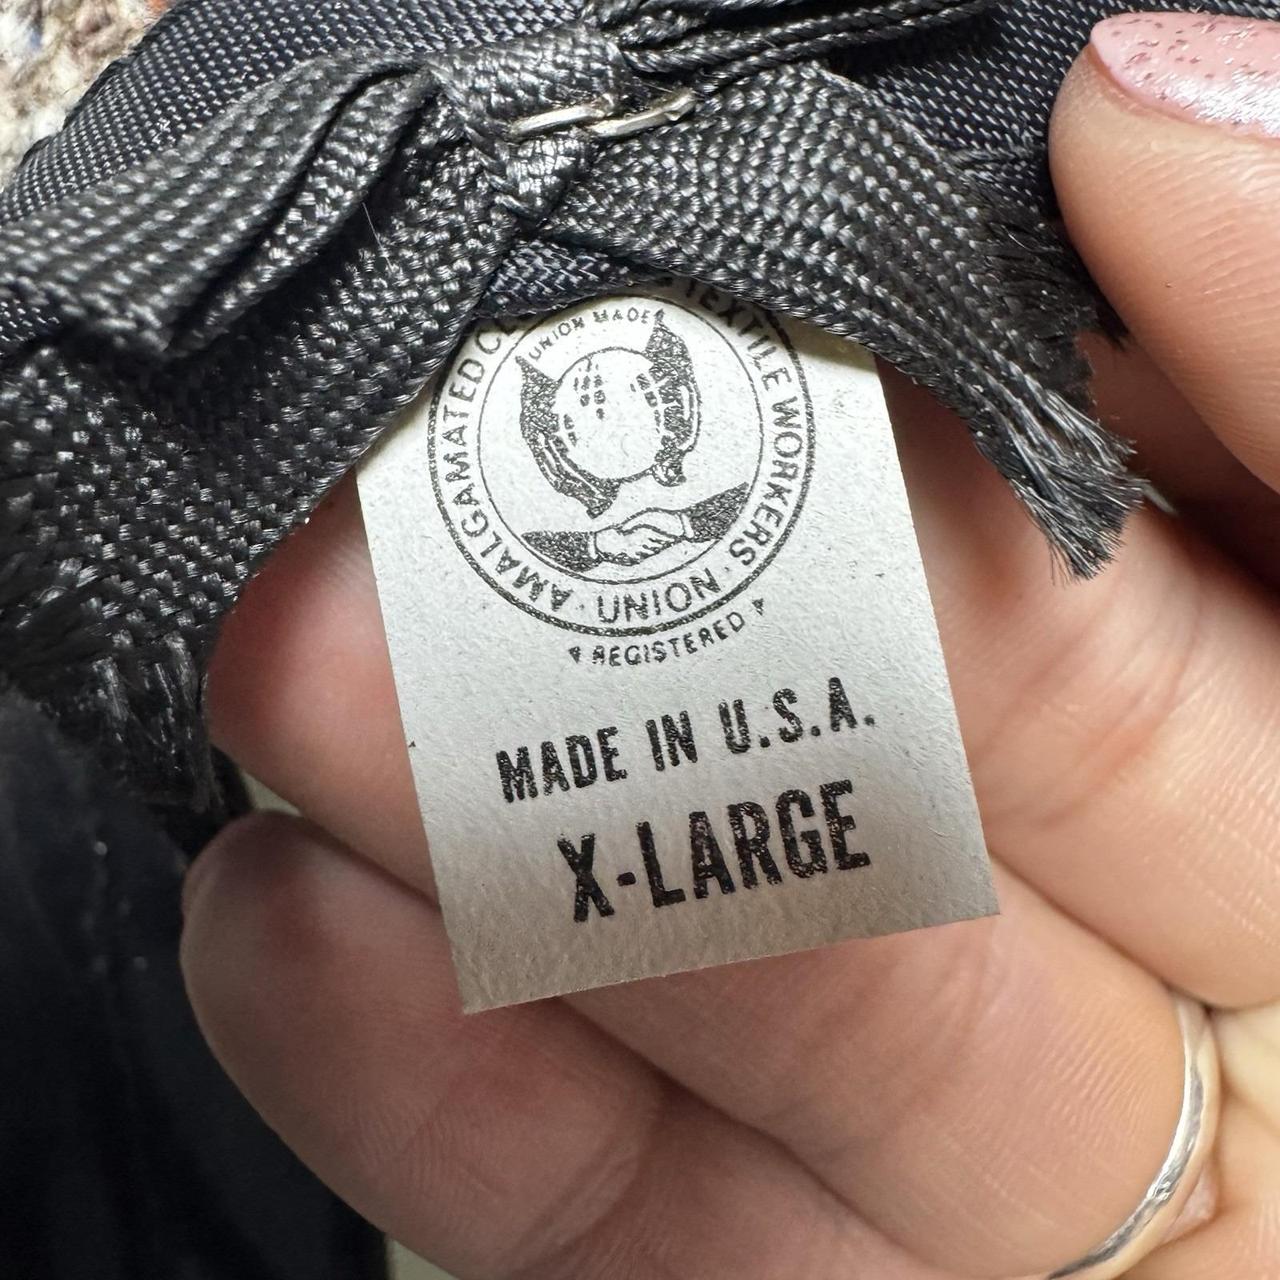 UNION MADE
AMALGAMATED TEXTILE WORKERS · UNION ·
REGISTERED
MADE IN U.S.A.
X-LARGE